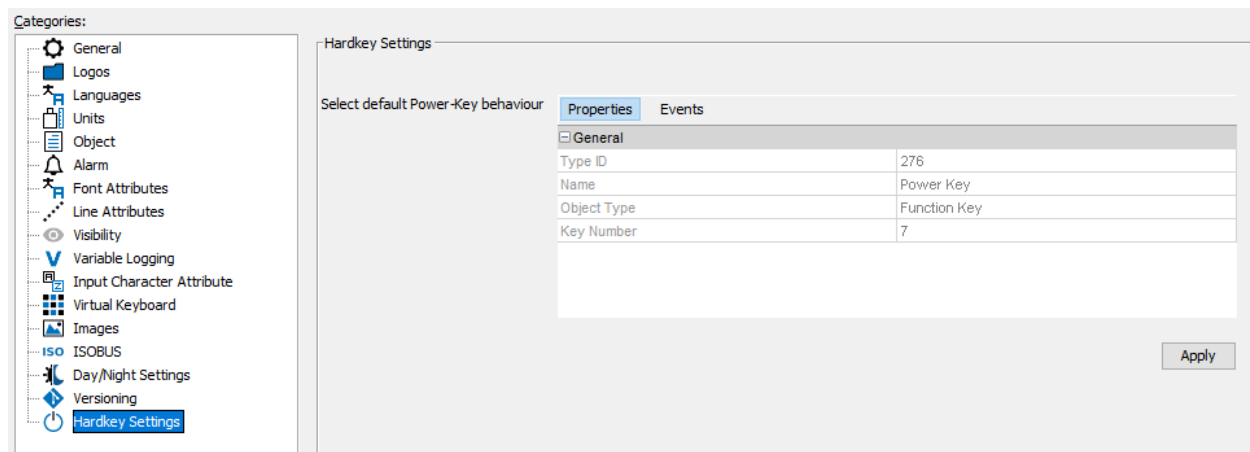 Categories:
General
Logos
Languages
Units
Object
Alarm
Font Attributes
Line Attributes
Visibility
Variable Logging
Input Character Attribute
Virtual Keyboard
Images
ISO ISOBUS
Day/Night Settings
Versioning
Hardkey Settings
Hardkey Settings
Select default Power-Key behaviour
Properties Events
General
Type ID 276
Name Power Key
Object Type Function Key
Key Number 7
Apply